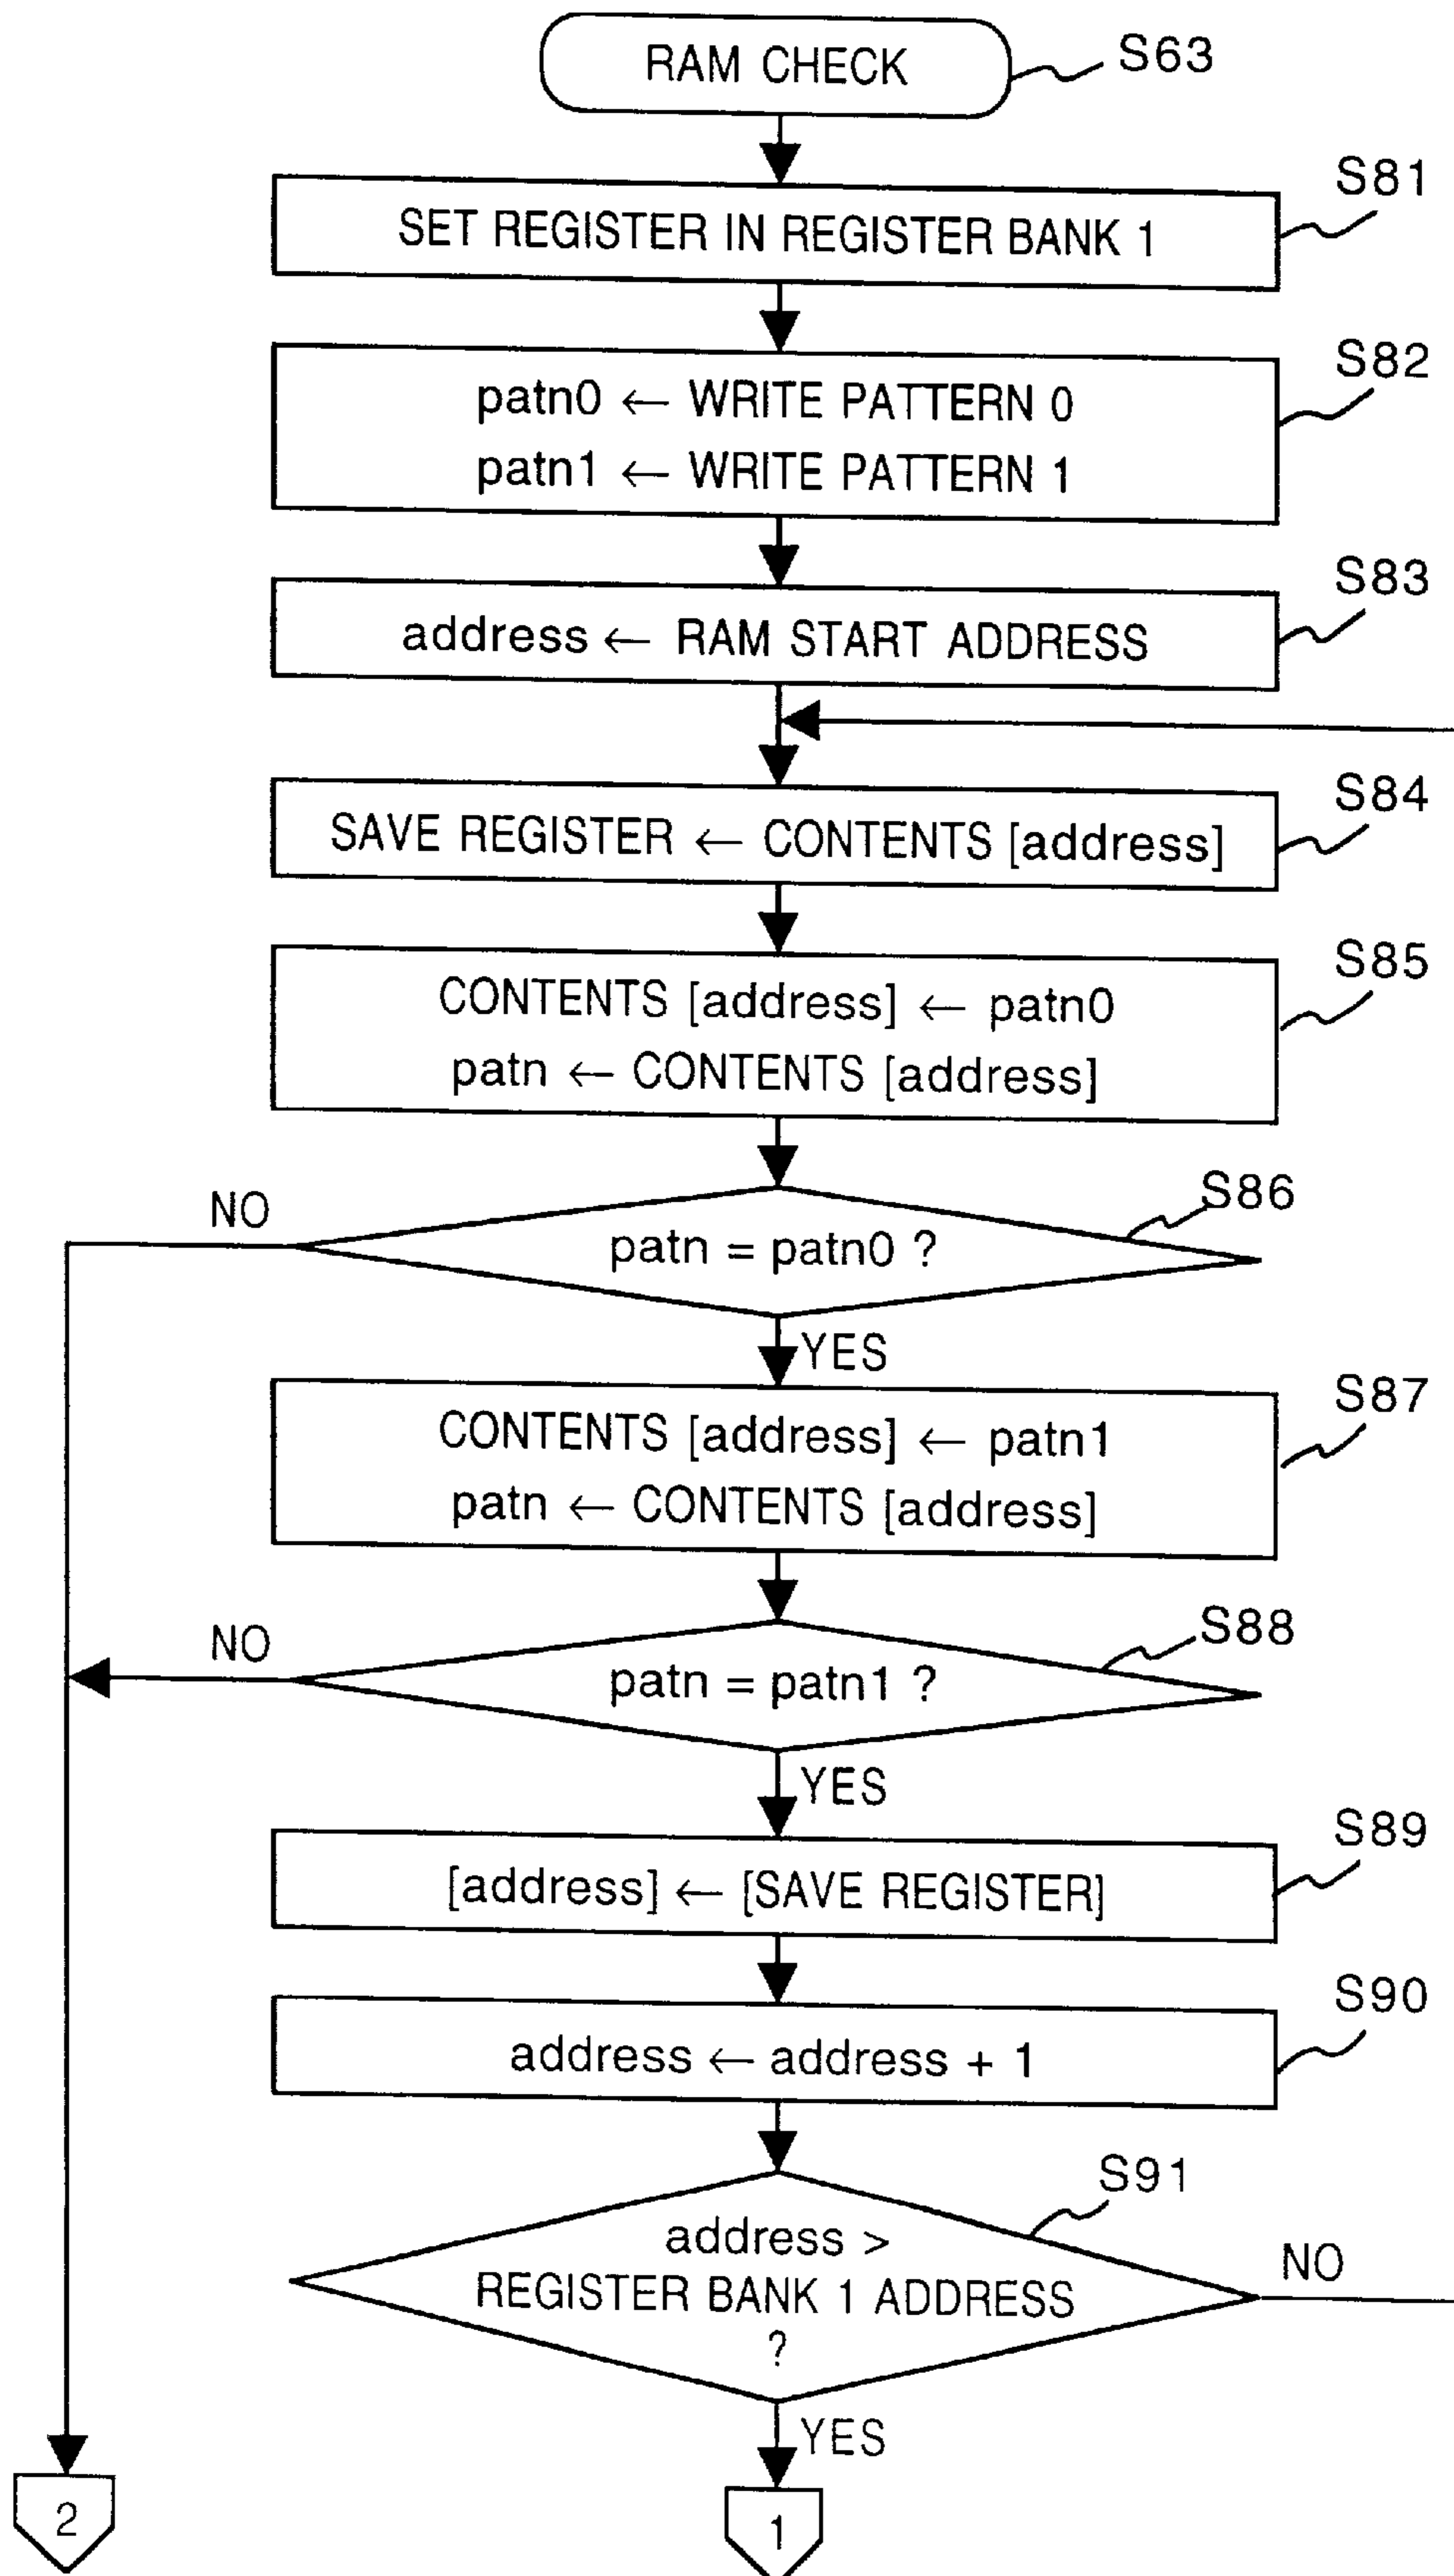 RAM CHECK
S63
S81
SET REGISTER IN REGISTER BANK 1
S82
patn0 ← WRITE PATTERN 0
patn1 ← WRITE PATTERN 1
S83
address ← RAM START ADDRESS
S84
SAVE REGISTER ← CONTENTS [address]
S85
CONTENTS [address] ← patn0
patn ← CONTENTS [address]
S86
NO
patn = patn0 ?
YES
S87
CONTENTS [address] ← patn1
patn ← CONTENTS [address]
S88
NO
patn = patn1 ?
YES
S89
[address] ← [SAVE REGISTER]
S90
address ← address + 1
S91
address >
REGISTER BANK 1 ADDRESS
?
NO
YES
2
1